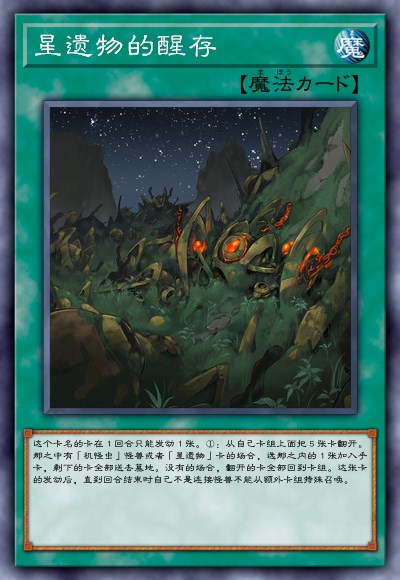 星遗物的醒存
魔
【魔法カード】
ま ほう
这个卡名的卡在1回合只能发动1张。①：从自己卡组上面把5张卡翻开。
那之中有「机怪虫」怪兽或者「星遗物」卡的场合，选那之内的1张加入手
卡，剩下的卡全部送去墓地。没有的场合，翻开的卡全部回到卡组。这张卡
的发动后，直到回合结束时自己不是连接怪兽不能从额外卡组特殊召唤。